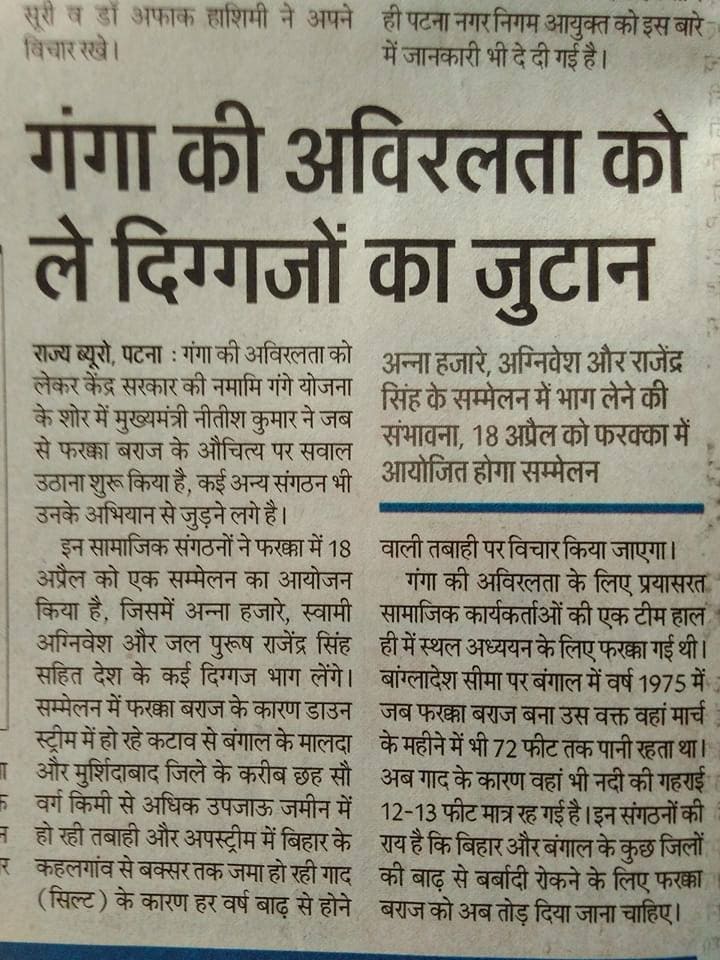 सूरी व डॉ अफाक हाशिमी ने अपने
विचार रखे।
ही पटना नगर निगम आयुक्त को इस बारे
में जानकारी भी दे दी गई है।
गंगा की अविरलता को
ले दिग्गजों का जुटान
राज्य ब्यूरो, पटना : गंगा की अविरलता को
लेकर केंद्र सरकार की नमामि गंगे योजना
के शोर में मुख्यमंत्री नीतीश कुमार ने जब
से फरक्का बराज के औचित्य पर सवाल
उठाना शुरू किया है, कई अन्य संगठन भी
उनके अभियान से जुड़ने लगे है।
इन सामाजिक संगठनों ने फरक्का में 18
अप्रैल को एक सम्मेलन का आयोजन
किया है, जिसमें अन्ना हजारे, स्वामी
अग्निवेश और जल पुरूष राजेंद्र सिंह
सहित देश के कई दिग्गज भाग लेंगे।
सम्मेलन में फरक्का बराज के कारण डाउन
स्ट्रीम में हो रहे कटाव से बंगाल के मालदा
और मुर्शिदाबाद जिले के करीब छह सौ
वर्ग किमी से अधिक उपजाऊ जमीन में
हो रही तबाही और अपस्ट्रीम में बिहार के
कहलगांव से बक्सर तक जमा हो रही गाद
(सिल्ट) के कारण हर वर्ष बाढ़ से होने
अन्ना हजारे, अग्निवेश और राजेंद्र
सिंह के सम्मेलन में भाग लेने की
संभावना, 18 अप्रैल को फरक्का में
आयोजित होगा सम्मेलन
वाली तबाही पर विचार किया जाएगा।
गंगा की अविरलता के लिए प्रयासरत
सामाजिक कार्यकर्ताओं की एक टीम हाल
ही में स्थल अध्ययन के लिए फरक्का गई थी।
बांग्लादेश सीमा पर बंगाल में वर्ष 1975 में
जब फरक्का बराज बना उस वक्त वहां मार्च
के महीने में भी 72 फीट तक पानी रहता था।
अब गाद के कारण वहां भी नदी की गहराई
12-13 फीट मात्र रह गई है। इन संगठनों की
राय है कि बिहार और बंगाल के कुछ जिलों
की बाढ़ से बर्बादी रोकने के लिए फरक्का
बराज को अब तोड़ दिया जाना चाहिए।